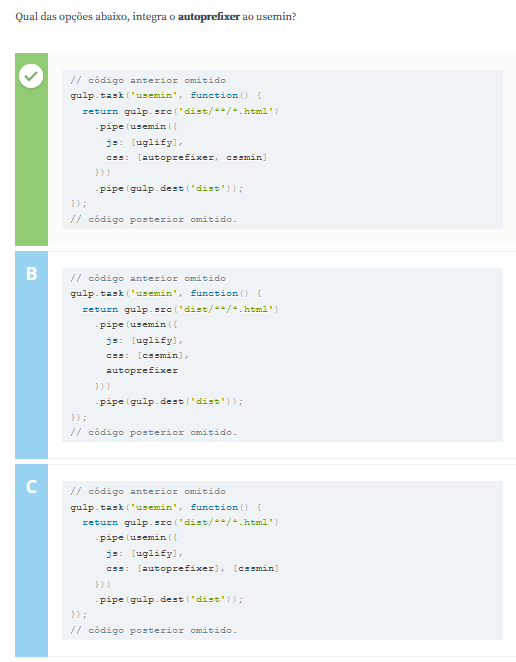 Qual das opções abaixo, integra o autoprefixer ao usemin?
// código anterior omitido
gulp.task('usemin', function() {
  return gulp.src('dist/**/*.html')
    .pipe(usemin({
      js: [uglify],
      css: [autoprefixer, cssmin]
    }))
    .pipe(gulp.dest('dist'));
});
// código posterior omitido.
B
// código anterior omitido
gulp.task('usemin', function() {
  return gulp.src('dist/**/*.html')
    .pipe(usemin({
      js: [uglify],
      css: [cssmin],
      autoprefixer
    }))
    .pipe(gulp.dest('dist'));
});
// código posterior omitido.
C
// código anterior omitido
gulp.task('usemin', function() {
  return gulp.src('dist/**/*.html')
    .pipe(usemin({
      js: [uglify],
      css: [autoprefixer], [cssmin]
    }))
    .pipe(gulp.dest('dist'));
});
// código posterior omitido.